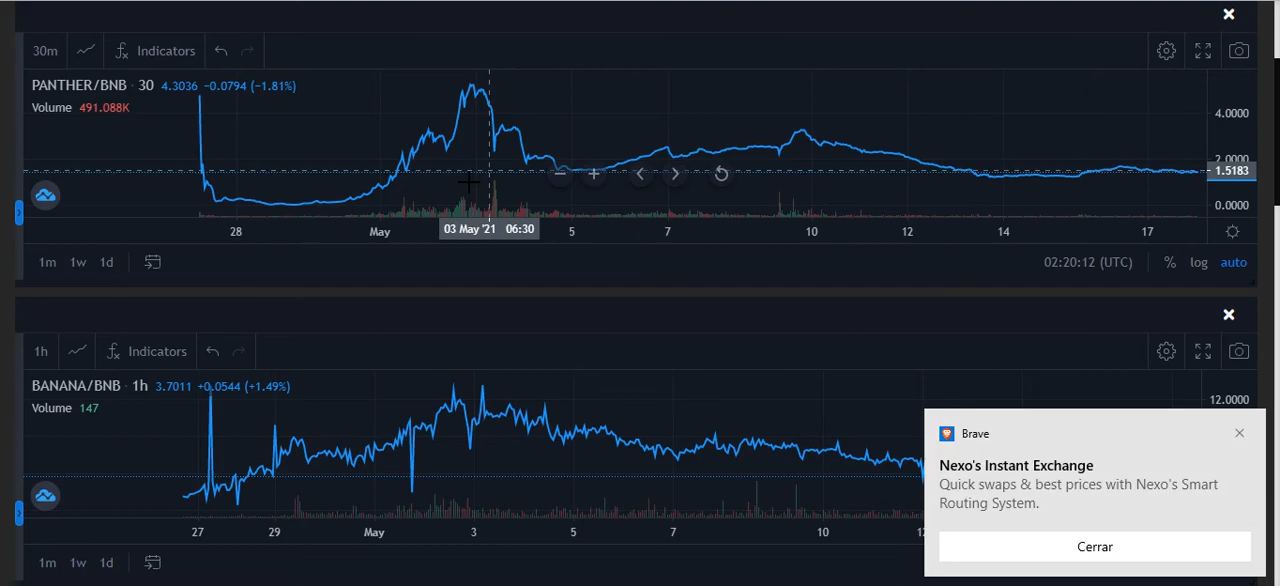 30m Indicators
PANTHER/BNB · 30 4.3036 −0.0794 (−1.81%)
Volume 491.088K
4.0000
2.0000
1.5183
0.0000
28 May 03 May '21 06:30 5 7 10 12 14 17
1m 1w 1d 02:20:12 (UTC) % log auto
1h Indicators
BANANA/BNB · 1h 3.7011 +0.0544 (+1.49%)
Volume 147
12.0000
27 29 May 3 5 7 10
1m 1w 1d
Brave
Nexo's Instant Exchange
Quick swaps & best prices with Nexo's Smart
Routing System.
Cerrar